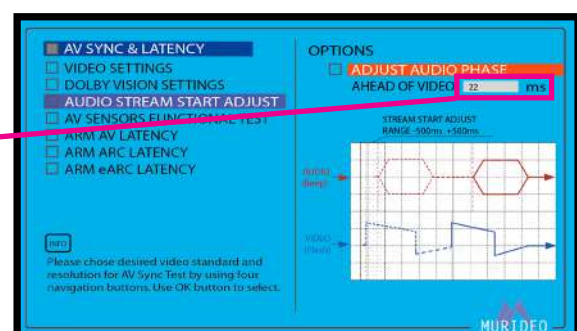 AV SYNC & LATENCY
VIDEO SETTINGS
DOLBY VISION SETTINGS
AUDIO STREAM START ADJUST
AV SENSORS FUNCTIONAL TEST
ARM AV LATENCY
ARM ARC LATENCY
ARM eARC LATENCY
INFO
Please chose desired video standard and
resolution for AV Sync Test by using four
navigation buttons. Use OK button to select.
OPTIONS
ADJUST AUDIO PHASE
AHEAD OF VIDEO 22 ms
STREAM START ADJUST
RANGE -500ms +500ms
AUDIO
(beep)
VIDEO
(flash)
MURIDEO